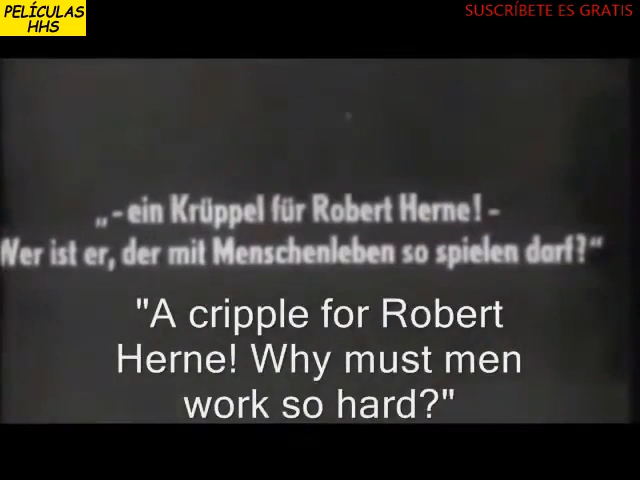 PELÍCULAS
HHS
SUSCRÍBETE ES GRATIS
„- ein Krüppel für Robert Herne! -
Wer ist er, der mit Menschenleben so spielen darf?“
"A cripple for Robert
Herne! Why must men
work so hard?"